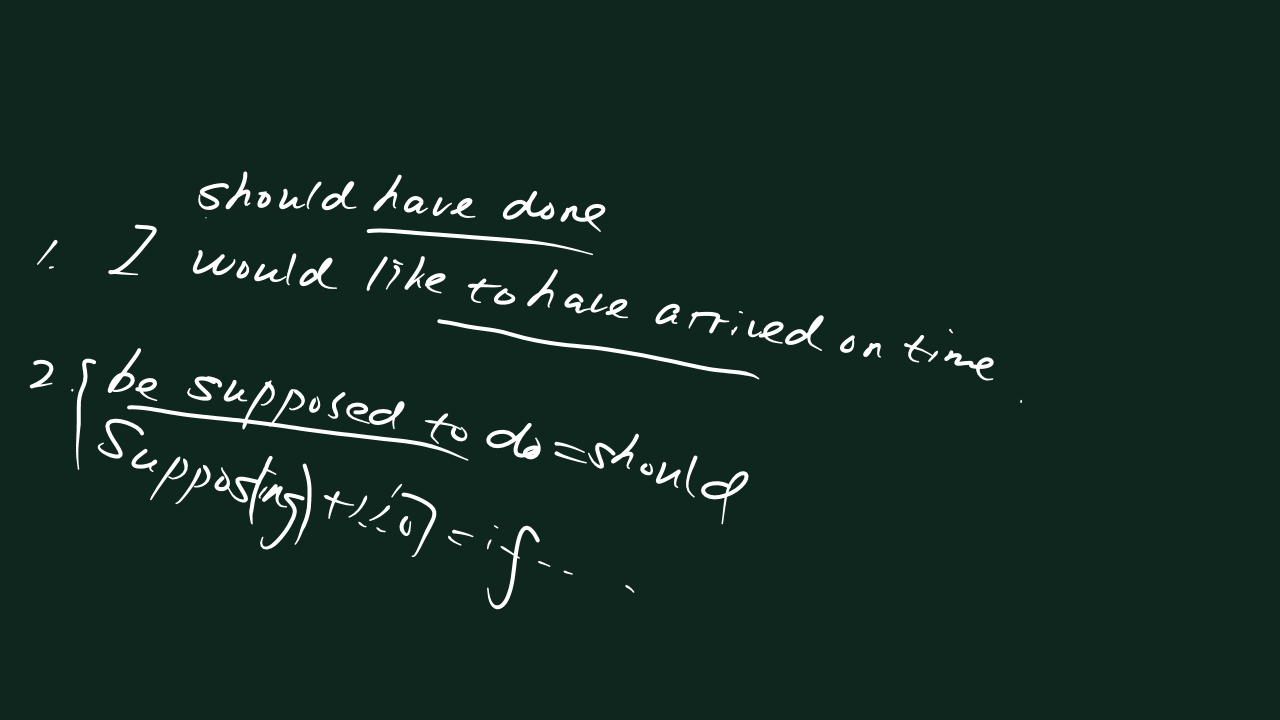 should have done
1. I would like to have arrived on time.
2. be supposed to do = should
Suppos(ing) + = if ....